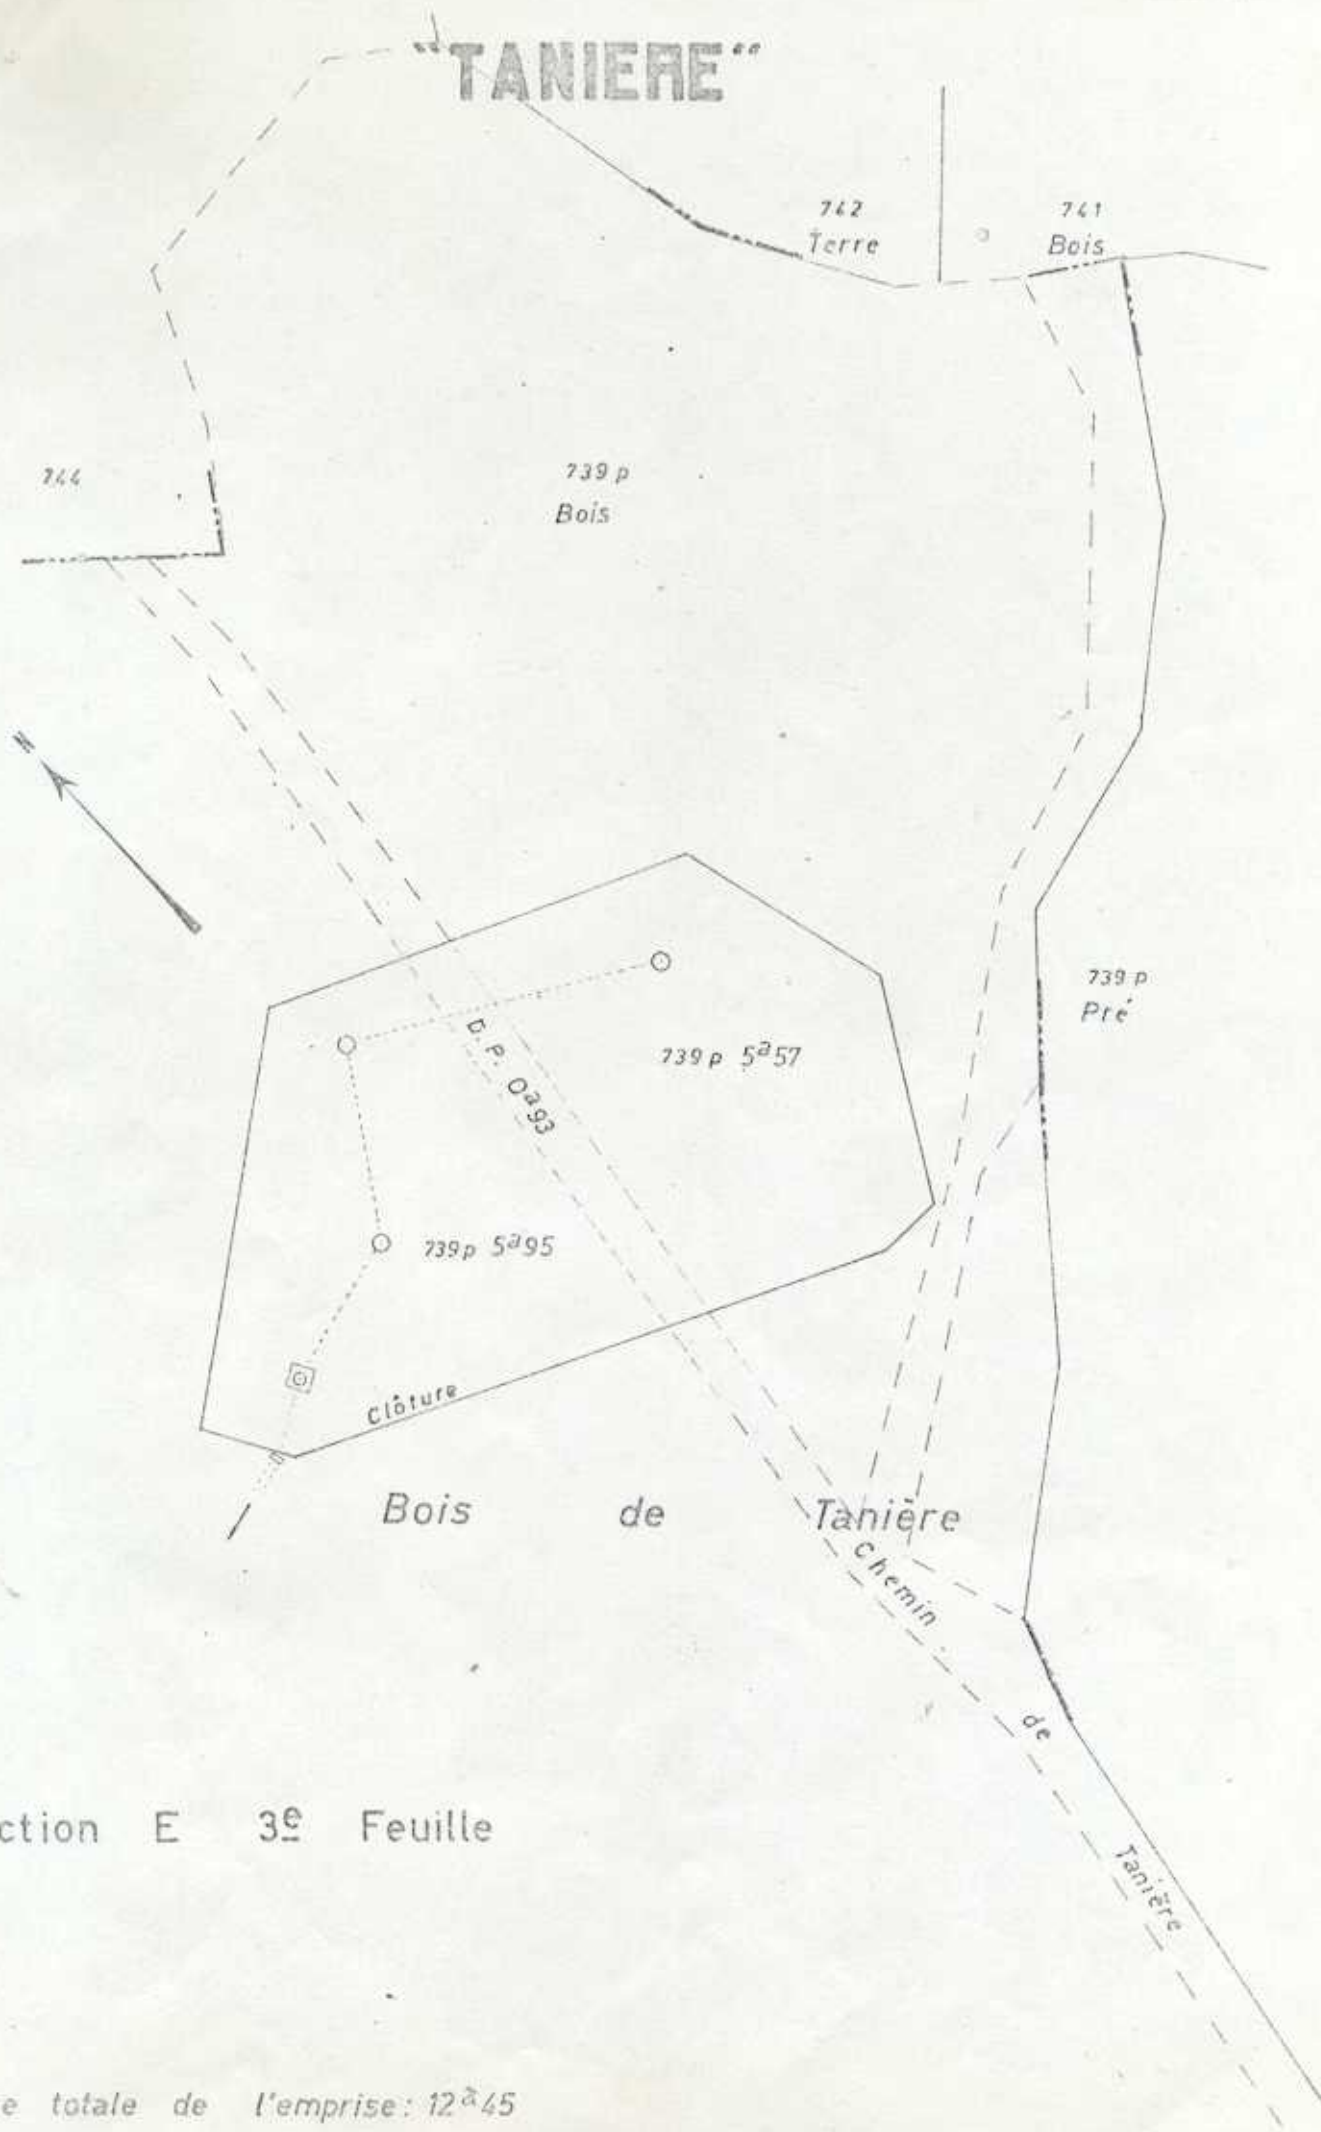 "TANIERE"
742
Terre
741
Bois
744
739 p
Bois
N
739 p
Pré
D.P. 0a93
739 p 5a57
739 p 5a95
Clôture
Bois de Tanière
Chemin de Tanière
ction E 3e Feuille
e totale de l'emprise: 12a45